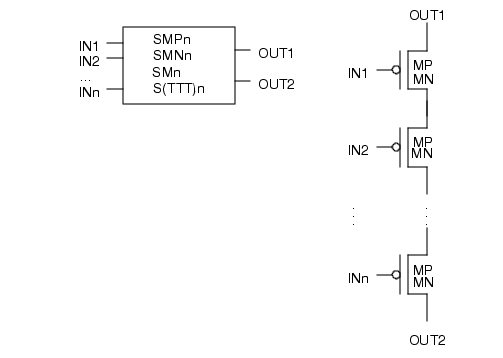 IN1
IN2
...
INn
SMPn
SMNn
SMn
S(TTT)n
OUT1
OUT2
OUT1
IN1
MP
MN
IN2
MP
MN
...
...
INn
MP
MN
OUT2